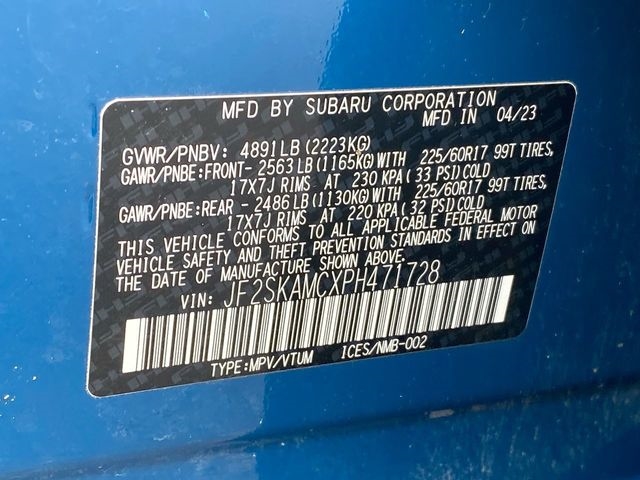 MFD BY SUBARU CORPORATION
MFD IN 04/23
GVWR/PNBV: 4891LB(2223KG)
GAWR/PNBE:FRONT- 2563LB(1165KG)WITH 225/60R17 99T TIRES,
17X7J RIMS AT 230 KPA(33 PSI)COLD
GAWR/PNBE:REAR - 2486LB(1130KG)WITH 225/60R17 99T TIRES,
17X7J RIMS AT 220 KPA(32 PSI)COLD
THIS VEHICLE CONFORMS TO ALL APPLICABLE FEDERAL MOTOR
VEHICLE SAFETY AND THEFT PREVENTION STANDARDS IN EFFECT ON
THE DATE OF MANUFACTURE SHOWN ABOVE.
VIN: JF2SKAMCXPH471728
TYPE:MPV/VTUM ICES/NMB-002